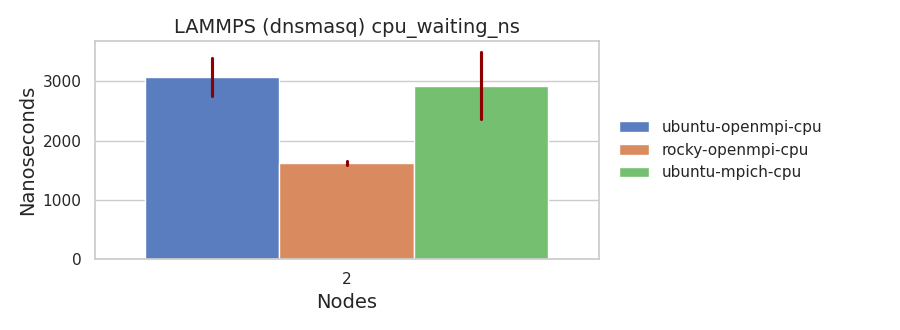 LAMMPS (dnsmasq) cpu_waiting_ns
Nanoseconds
3000
2000
1000
0
2
Nodes
ubuntu-openmpi-cpu
rocky-openmpi-cpu
ubuntu-mpich-cpu